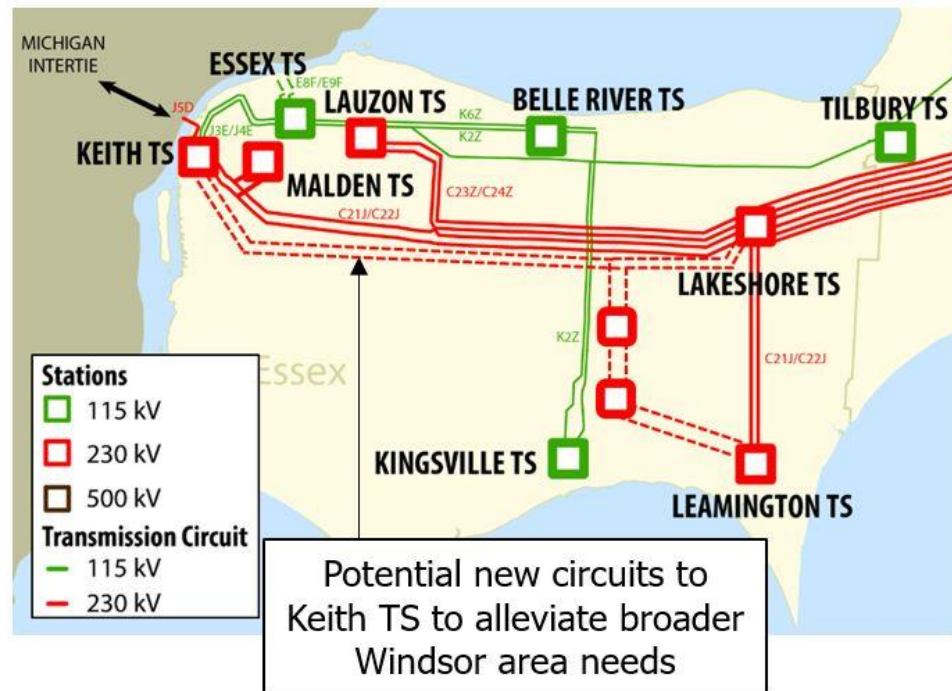 MICHIGAN
INTERTIE
ESSEX TS
E8F/E9F
LAUZON TS
BELLE RIVER TS
TILBURY TS
J5D
K6Z
K2Z
J3E/J4E
KEITH TS
MALDEN TS
C23Z/C24Z
C21J/C22J
LAKESHORE TS
K2Z
C21J/C22J
Essex
KINGSVILLE TS
LEAMINGTON TS
Stations
115 kV
230 kV
500 kV
Transmission Circuit
115 kV
230 kV
Potential new circuits to
Keith TS to alleviate broader
Windsor area needs